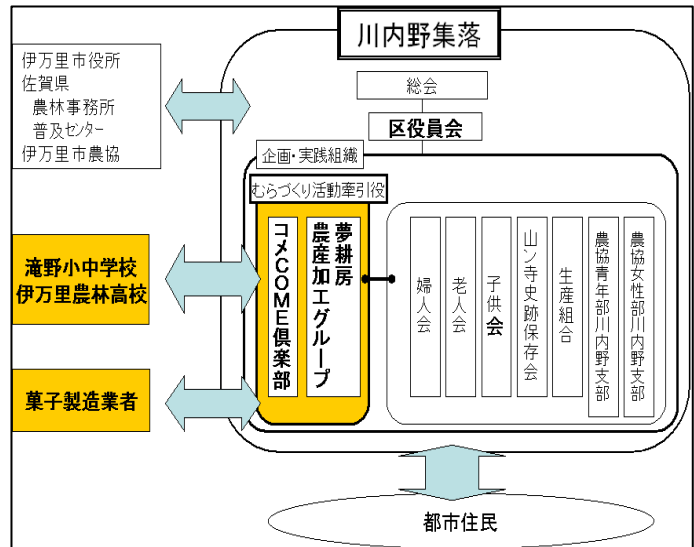 川内野集落
伊万里市役所
佐賀県
農林事務所
普及センター
伊万里市農協
総会
区役員会
企画・実践組織
むらづくり活動牽引役
滝野小中学校
伊万里農林高校
菓子製造業者
コメCOME倶楽部
夢耕房
農産加工グループ
婦人会
老人会
子供会
山ン寺史跡保存会
生産組合
農協青年部川内野支部
農協女性部川内野支部
都市住民